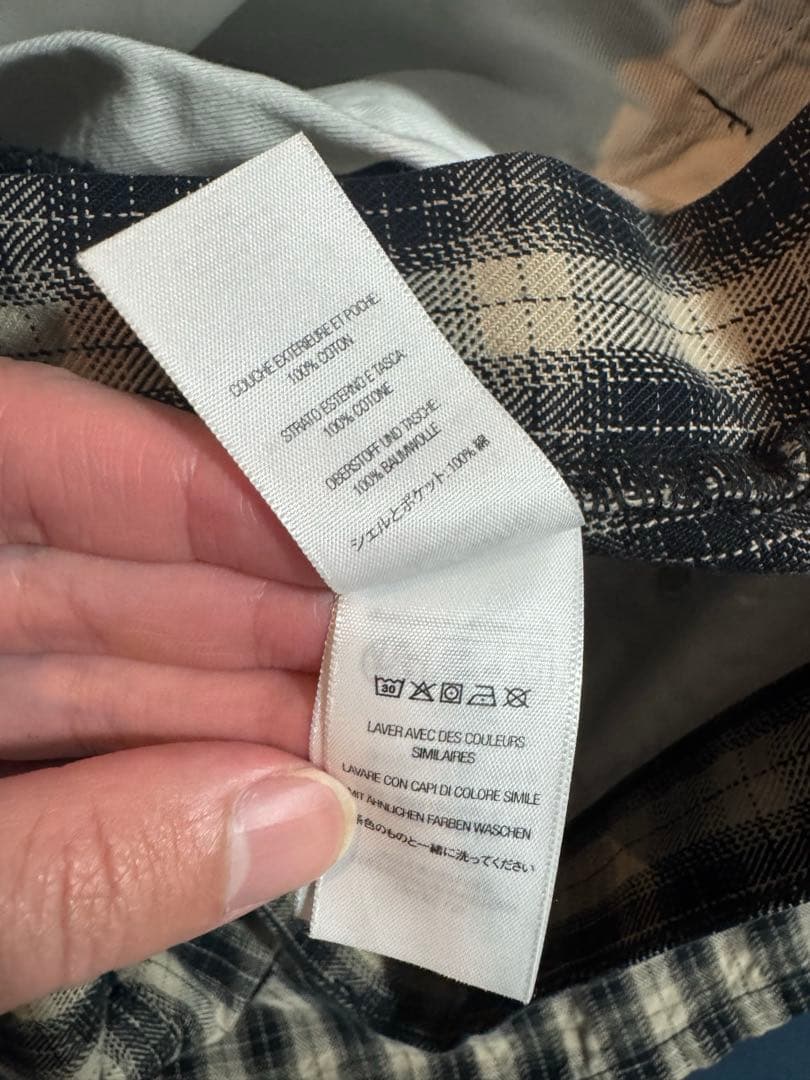 COUCHE EXTERIEURE ET POCHE:
100% COTON
STRATO ESTERNO E TASCA:
100% COTONE
OBERSTOFF UND TASCHE:
100% BAUMWOLLE
シェルとポケット: 100% 綿
30
LAVER AVEC DES COULEURS
SIMILAIRES
LAVARE CON CAPI DI COLORE SIMILE
MIT ÄHNLICHEN FARBEN WASCHEN
色のものと一緒に洗ってください